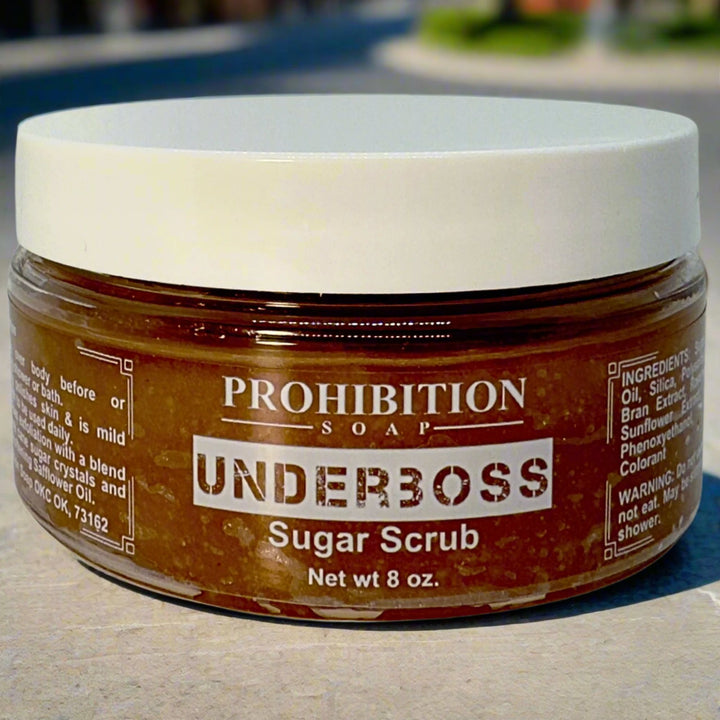 PROHIBITION
SOAP
UNDERBOSS
Sugar Scrub
Net wt 8 oz.
body before or
or bath.
skin & is mild
be used daily.
with a blend
sugar crystals and
Safflower Oil.
Soap OKC OK, 73162
INGREDIENTS
Oil, Silica,
Bran Extract,
Sunflower
Colorant
WARNING: Do
not eat. May be
shower.